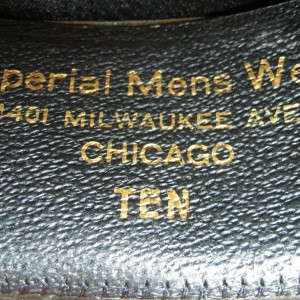 perial Mens We
1401 MILWAUKEE AVE
CHICAGO
TEN